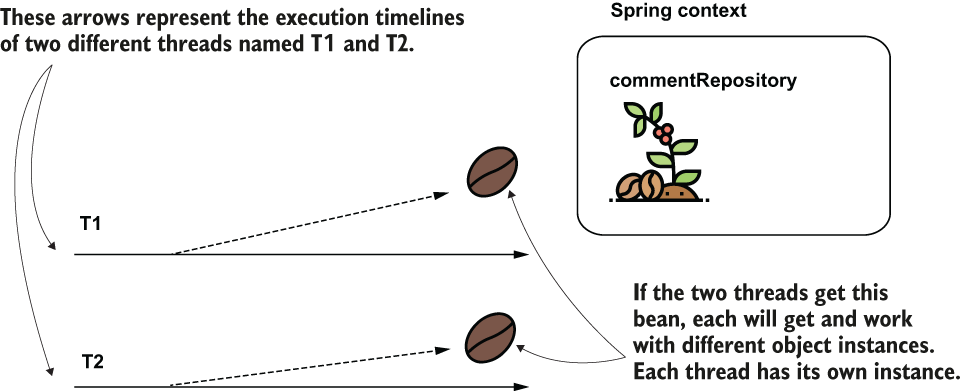 These arrows represent the execution timelines
of two different threads named T1 and T2.
Spring context
commentRepository
T1
T2
If the two threads get this
bean, each will get and work
with different object instances.
Each thread has its own instance.